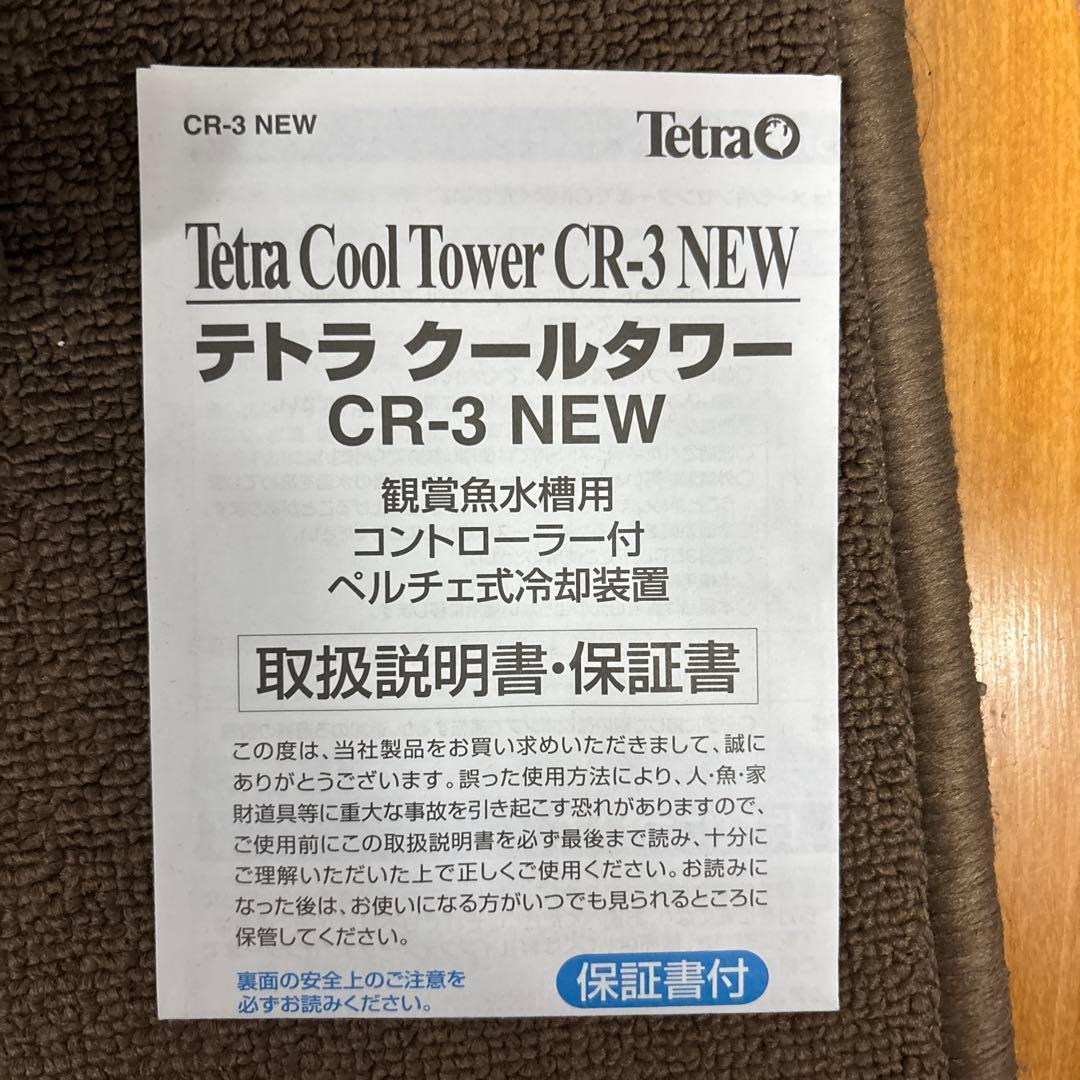 CR-3 NEW
Tetra
Tetra Cool Tower CR-3 NEW
テトラ クールタワー
CR-3 NEW
観賞魚水槽用
コントローラー付
ペルチェ式冷却装置
取扱説明書・保証書
この度は、当社製品をお買い求めいただきまして、誠に
ありがとうございます。誤った使用方法により、人・魚・家
財道具等に重大な事故を引き起こす恐れがありますので、
ご使用前にこの取扱説明書を必ず最後まで読み、十分に
ご理解いただいた上で正しくご使用ください。お読みに
なった後は、お使いになる方がいつでも見られるところに
保管してください。
裏面の安全上のご注意を
必ずお読みください。
保証書付